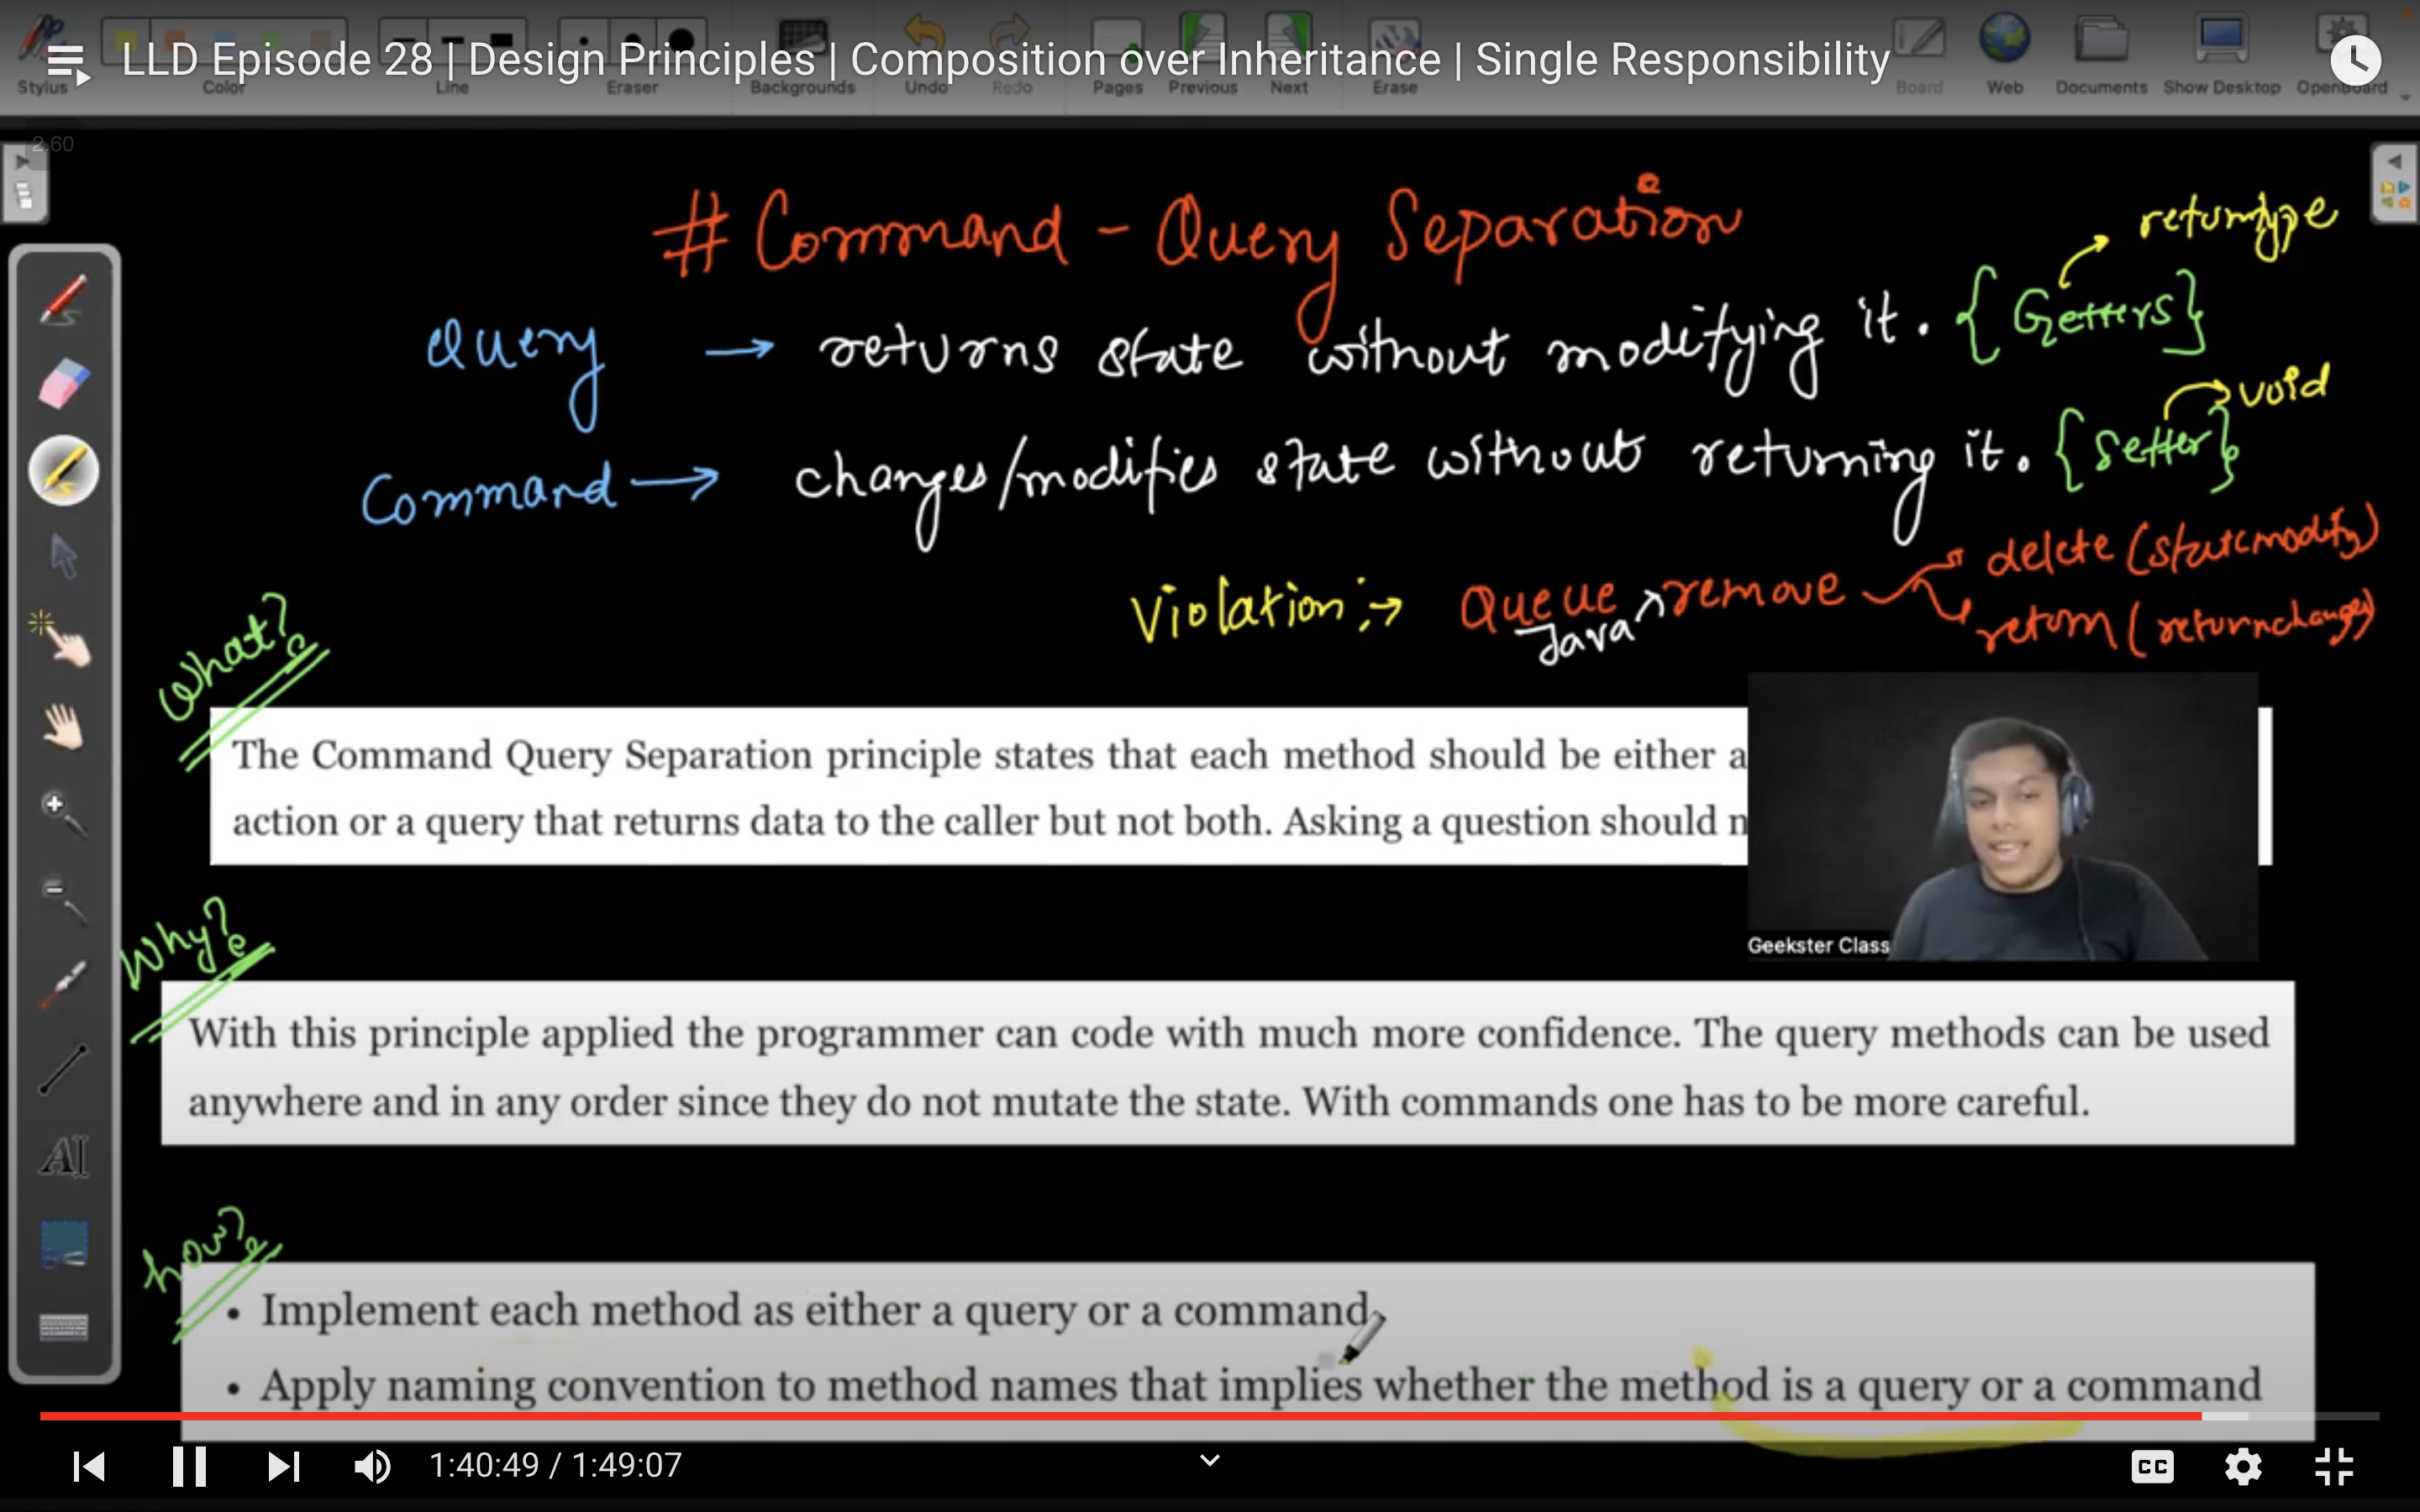 LLD Episode 28 | Design Principles | Composition over Inheritance | Single Responsibility
Stylus Color Line Eraser Backgrounds Undo Redo Pages Previous Next Erase Board Web Documents Show Desktop OpenBoard
2.60
# Command - Query Separation
returntype
Query → returns state without modifying it. {Getters}
void
Command → changes/modifies state without returning it. {Setter}
delete (statemodify)
Violation :→ Queue remove
Java
return (returnchanges)
What?
The Command Query Separation principle states that each method should be either a
action or a query that returns data to the caller but not both. Asking a question should n
Geekster Class
Why?
With this principle applied the programmer can code with much more confidence. The query methods can be used
anywhere and in any order since they do not mutate the state. With commands one has to be more careful.
how?
• Implement each method as either a query or a command
• Apply naming convention to method names that implies whether the method is a query or a command
AI
1:40:49 / 1:49:07
CC